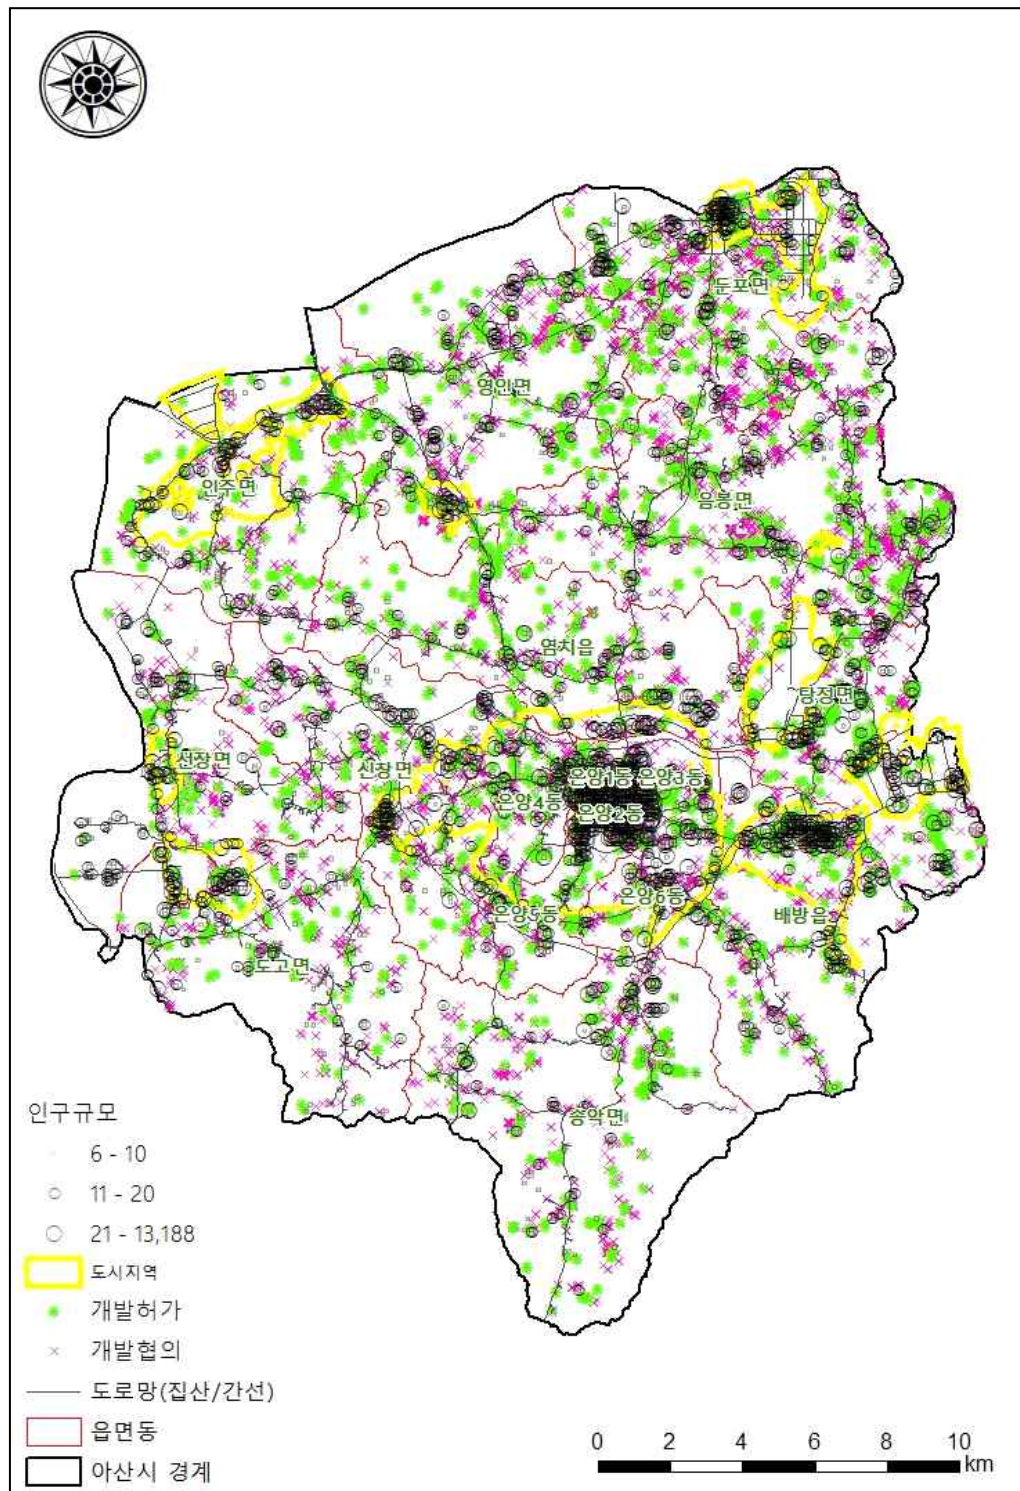 둔포면
영인면
인주면
음봉면
염치읍
탕정면
선장면
신창면
온양1동 온양3동
온양4동
온양2동
온양5동
온양6동
배방읍
도고면
송악면
인구규모
6 - 10
11 - 20
21 - 13,188
도시지역
개발허가
개발협의
도로망(집산/간선)
읍면동
아산시 경계
0 2 4 6 8 10
km